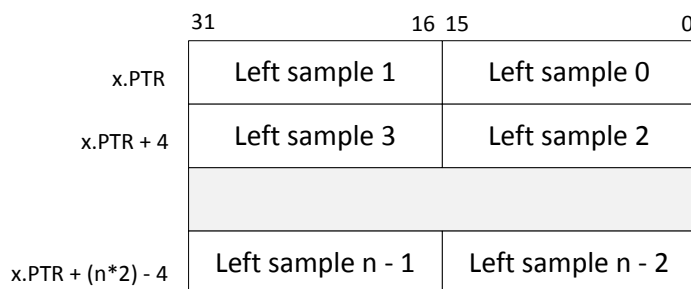 31 16 15 0
x.PTR Left sample 1 Left sample 0
x.PTR + 4 Left sample 3 Left sample 2
x.PTR + (n*2) - 4 Left sample n - 1 Left sample n - 2